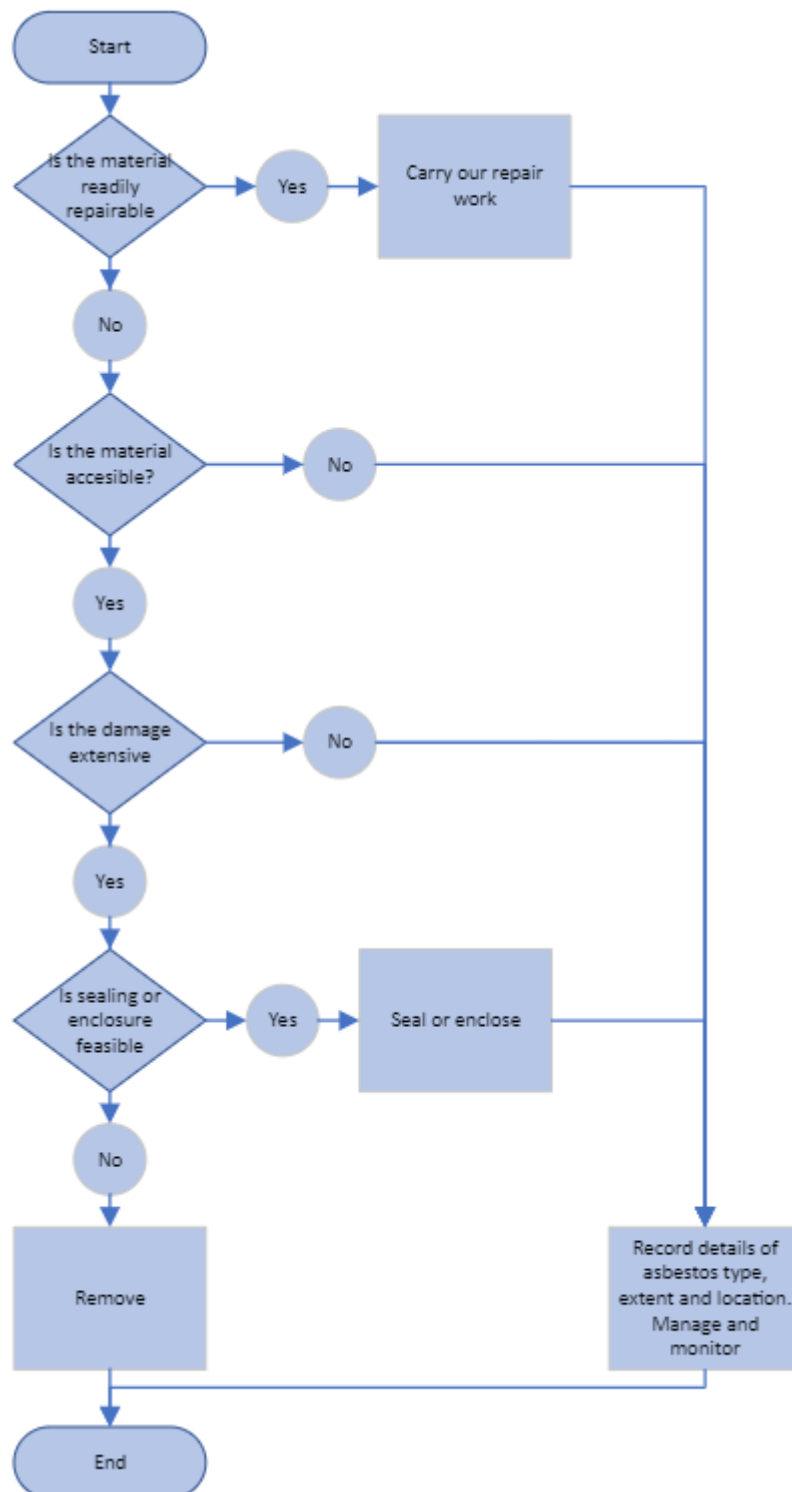 Start
Is the material
readily
repairable
Yes
Carry our repair
work
No
Is the material
accesible?
No
Yes
Is the damage
extensive
No
Yes
Is sealing or
enclosure
feasible
Yes
Seal or enclose
No
Remove
Record details of
asbestos type,
extent and location.
Manage and
monitor
End